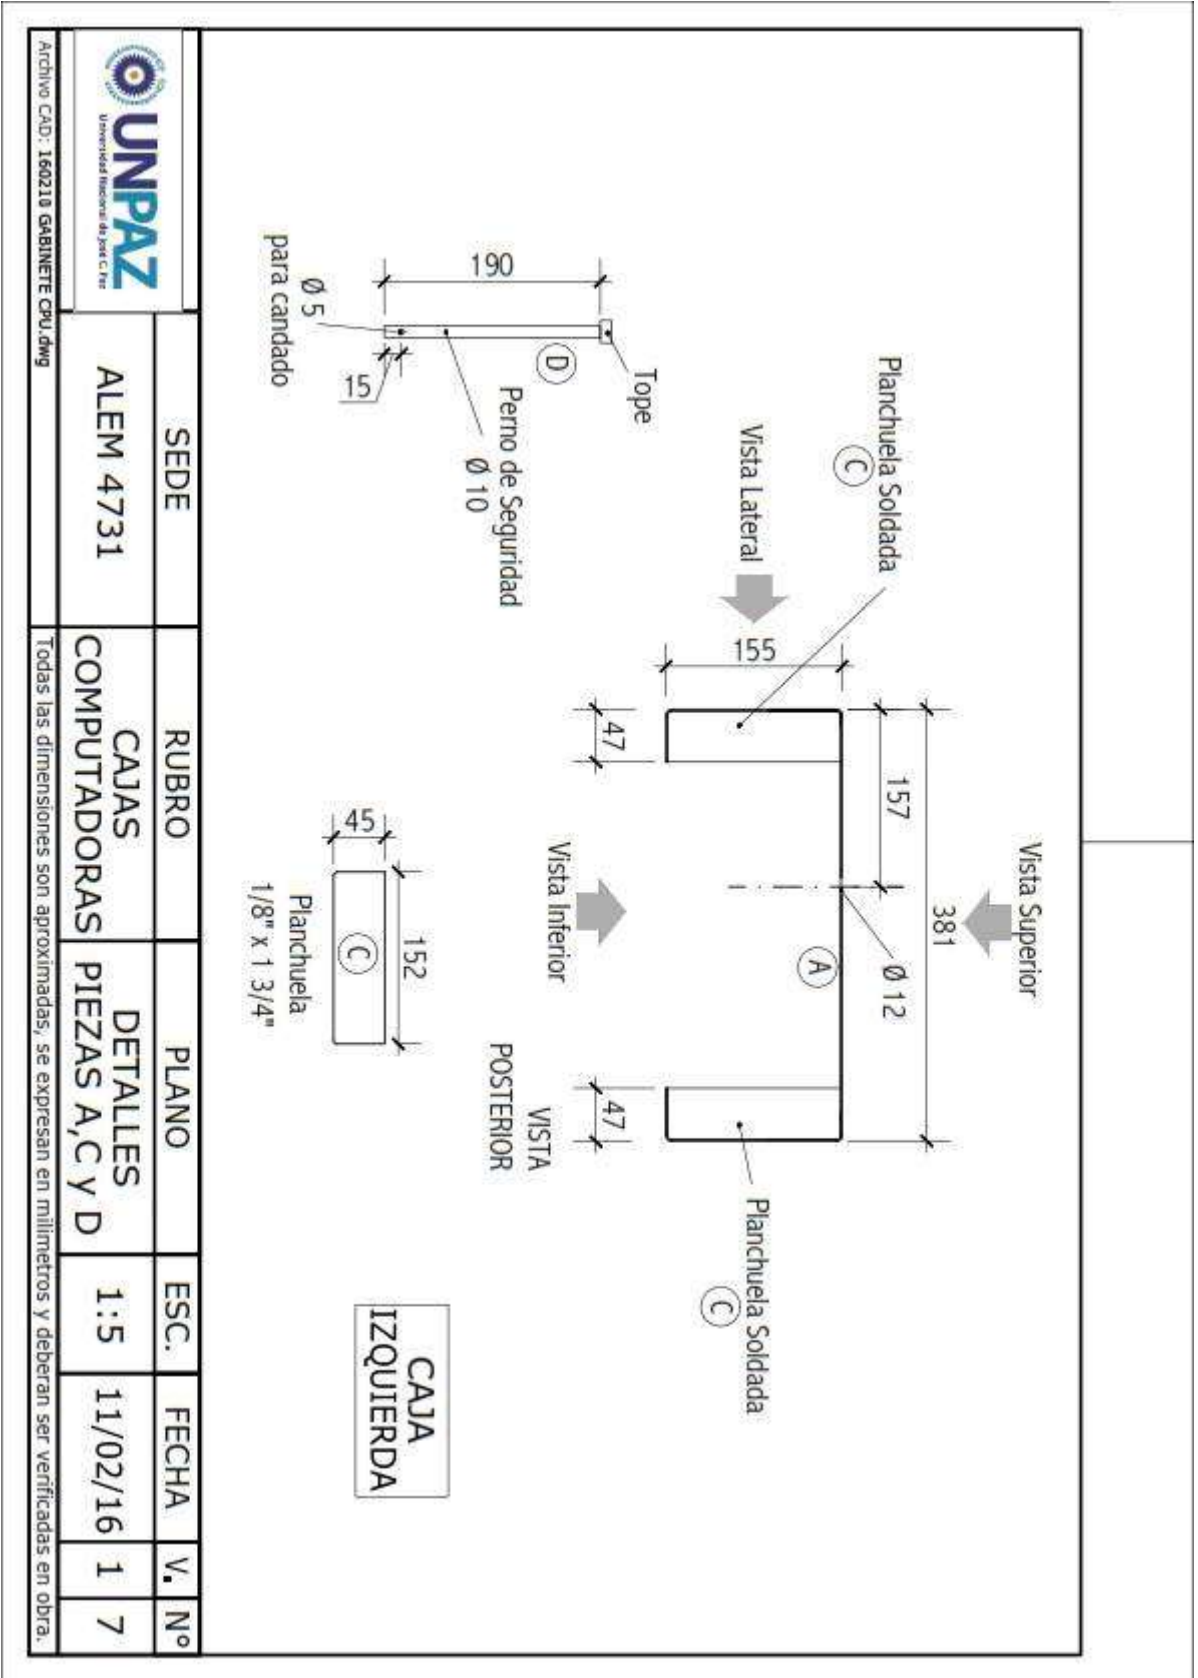 Vista Superior
381
157
Ø 12
Planchuela Soldada
C
155
A
Planchuela Soldada
C
Vista Lateral
47
47
Vista Inferior
VISTA
POSTERIOR
Tope
D
190
Perno de Seguridad
Ø 10
15
Ø 5
para candado
152
45
C
Planchuela
1/8" x 1 3/4"
CAJA
IZQUIERDA
UNPAZ
Universidad Nacional de José C. Paz
SEDE
ALEM 4731
RUBRO
CAJAS
COMPUTADORAS
PLANO
DETALLES
PIEZAS A,C y D
ESC.
1:5
FECHA
11/02/16
V.
1
Nº
7
Archivo CAD: 160210 GABINETE CPU.dwg
Todas las dimensiones son aproximadas, se expresan en milimetros y deberan ser verificadas en obra.